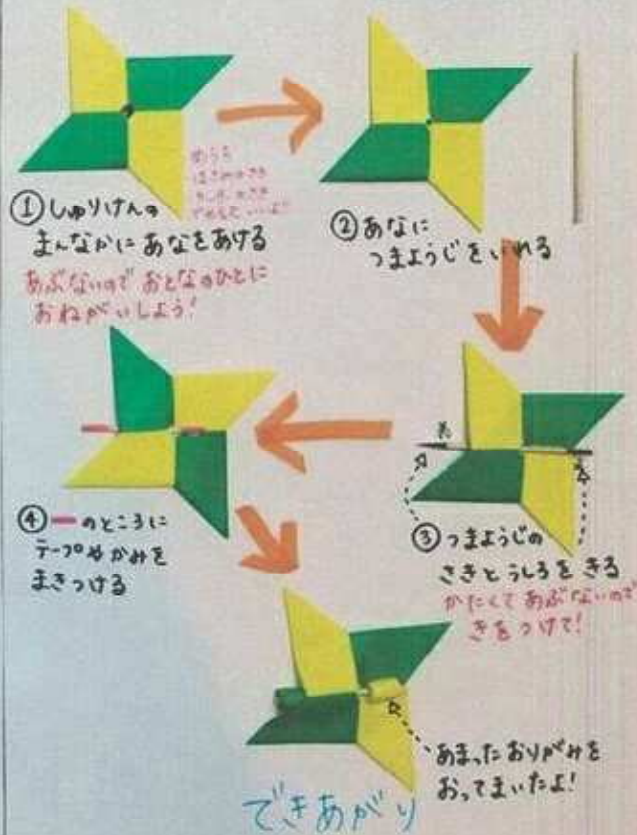 ①しゅりけんの
まんなかにあなをあける
あぶないので おとなのひとに
おねがいしよう!
②あなに
つまようじをいれる
③つまようじの
さきとうしろをきる
かたくてあぶないので
きをつけて!
④ーのところに
テープやかみを
まきつける
あまったおりがみを
おってまいたよ!
できあがり